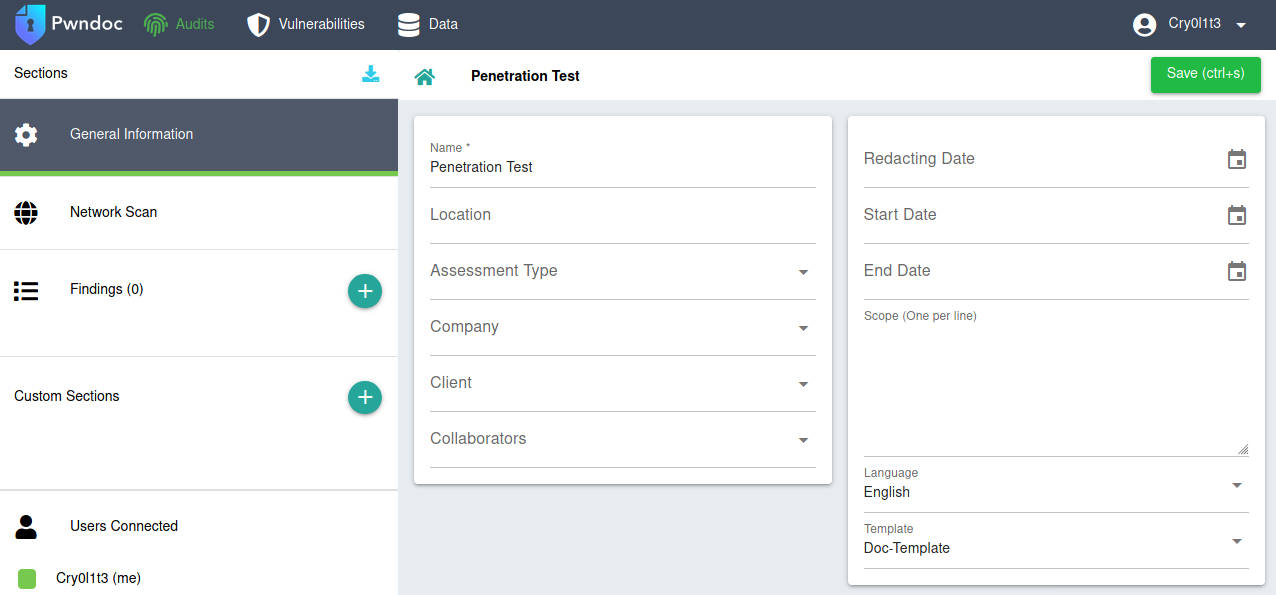 Pwndoc Audits Vulnerabilities Data Cry0l1t3
Sections
Penetration Test
Save (ctrl+s)
General Information
Network Scan
Findings (0)
Custom Sections
Users Connected
Cry0l1t3 (me)
Name *
Penetration Test
Location
Assessment Type
Company
Client
Collaborators
Redacting Date
Start Date
End Date
Scope (One per line)
Language
English
Template
Doc-Template